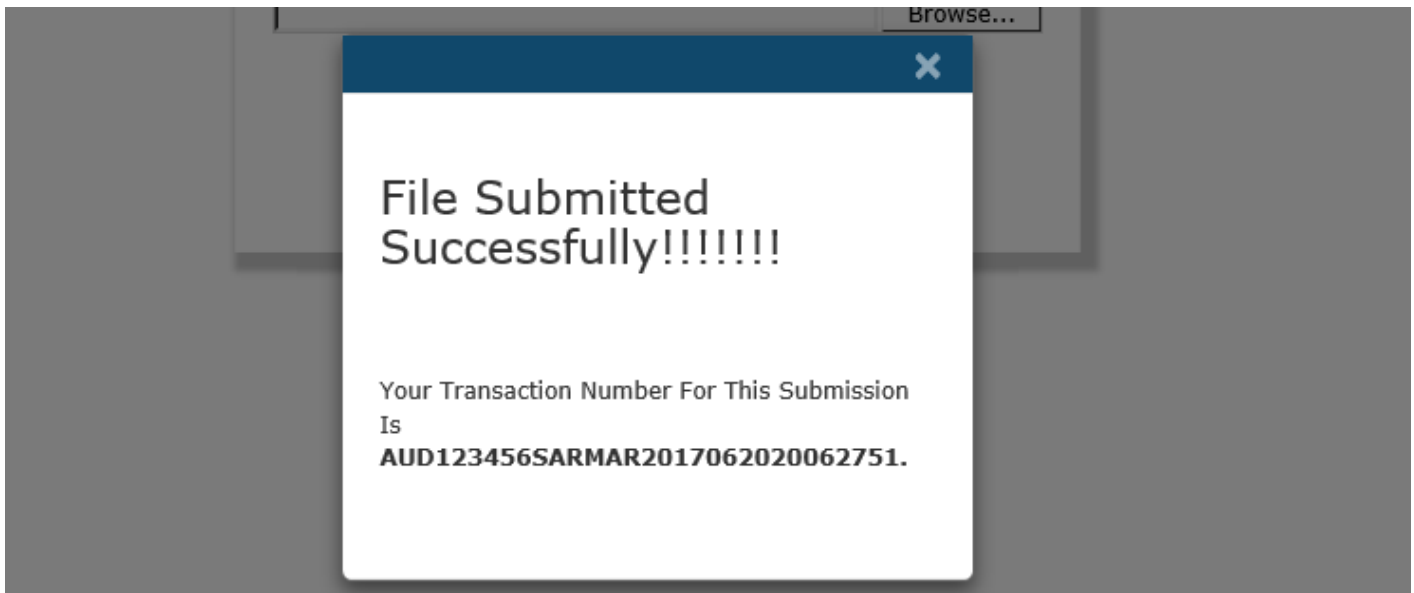 Browse...
File Submitted
Successfully!!!!!!!
Your Transaction Number For This Submission
Is
AUD123456SARMAR2017062020062751.